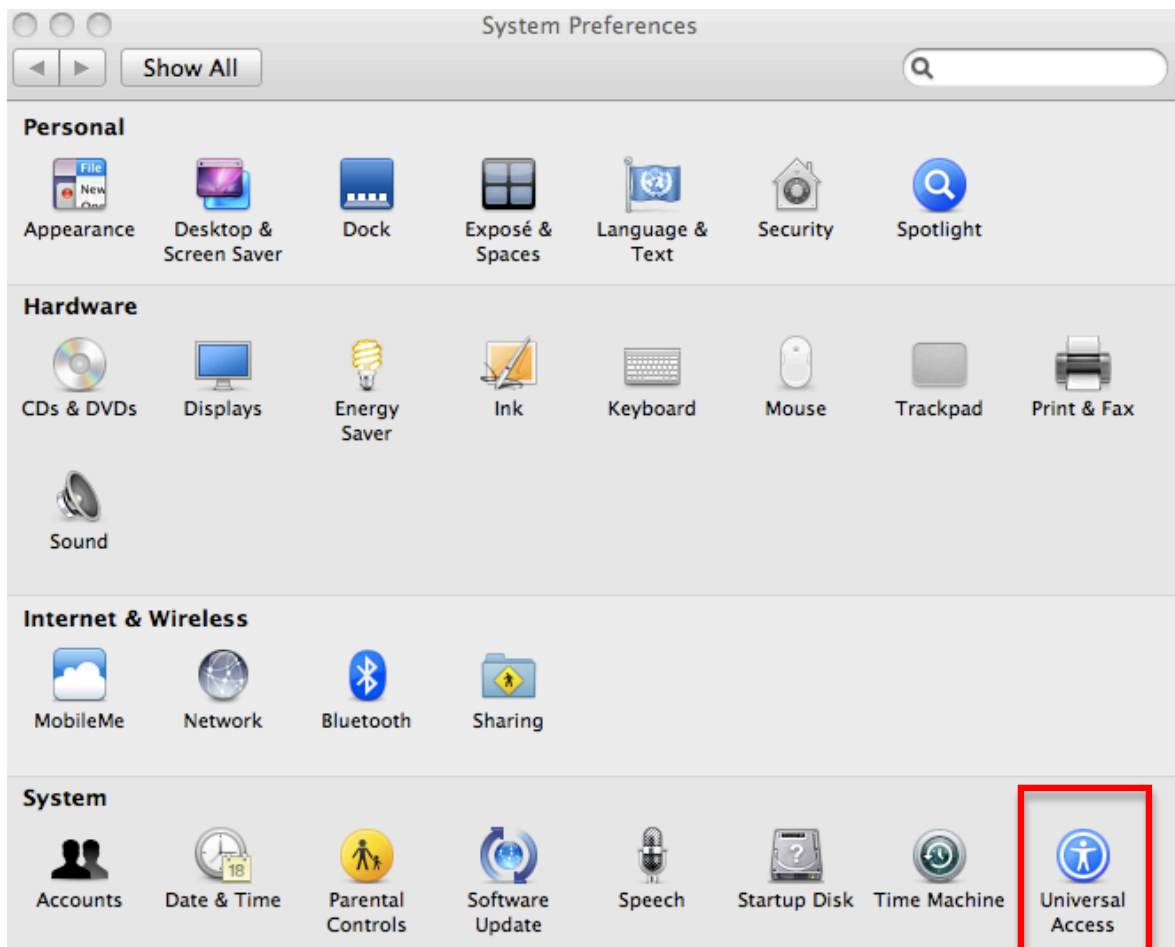 System Preferences
Show All
Personal
File
New
One
Appearance
Desktop &
Screen Saver
Dock
Exposé &
Spaces
Language &
Text
Security
Spotlight
Hardware
CDs & DVDs
Displays
Energy
Saver
Ink
Keyboard
Mouse
Trackpad
Print & Fax
Sound
Internet & Wireless
MobileMe
Network
Bluetooth
Sharing
System
Accounts
18
Date & Time
Parental
Controls
Software
Update
Speech
?
Startup Disk
Time Machine
Universal
Access